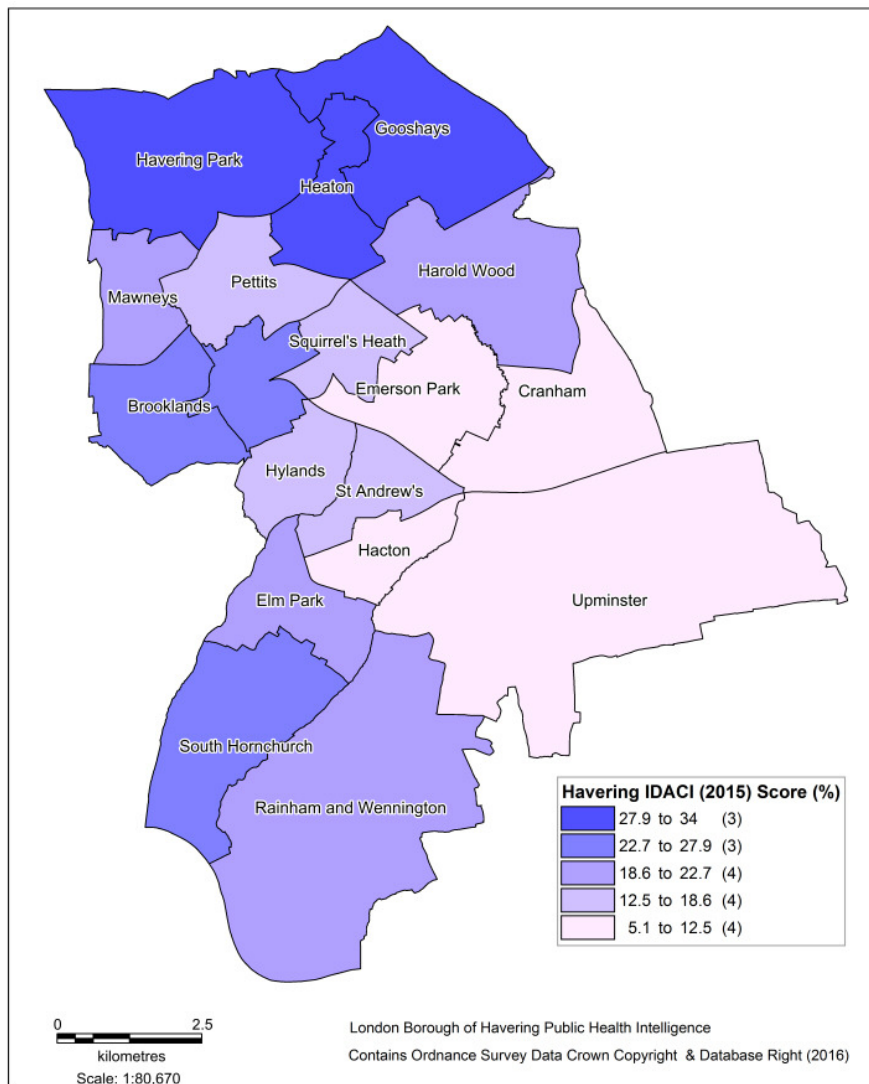 Gooshays
Havering Park
Heaton
Harold Wood
Pettits
Mawneys
Squirrel's Heath
Emerson Park
Cranham
Brooklands
Hylands
St Andrew's
Hacton
Elm Park
Upminster
South Hornchurch
Rainham and Wennington
Havering IDACI (2015) Score (%)
27.9 to 34 (3)
22.7 to 27.9 (3)
18.6 to 22.7 (4)
12.5 to 18.6 (4)
5.1 to 12.5 (4)
0 2.5
kilometres
Scale: 1:80,670
London Borough of Havering Public Health Intelligence
Contains Ordnance Survey Data Crown Copyright & Database Right (2016)